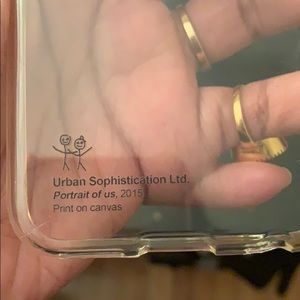 Urban Sophistication Ltd.
Portrait of us, 2015
Print on canvas